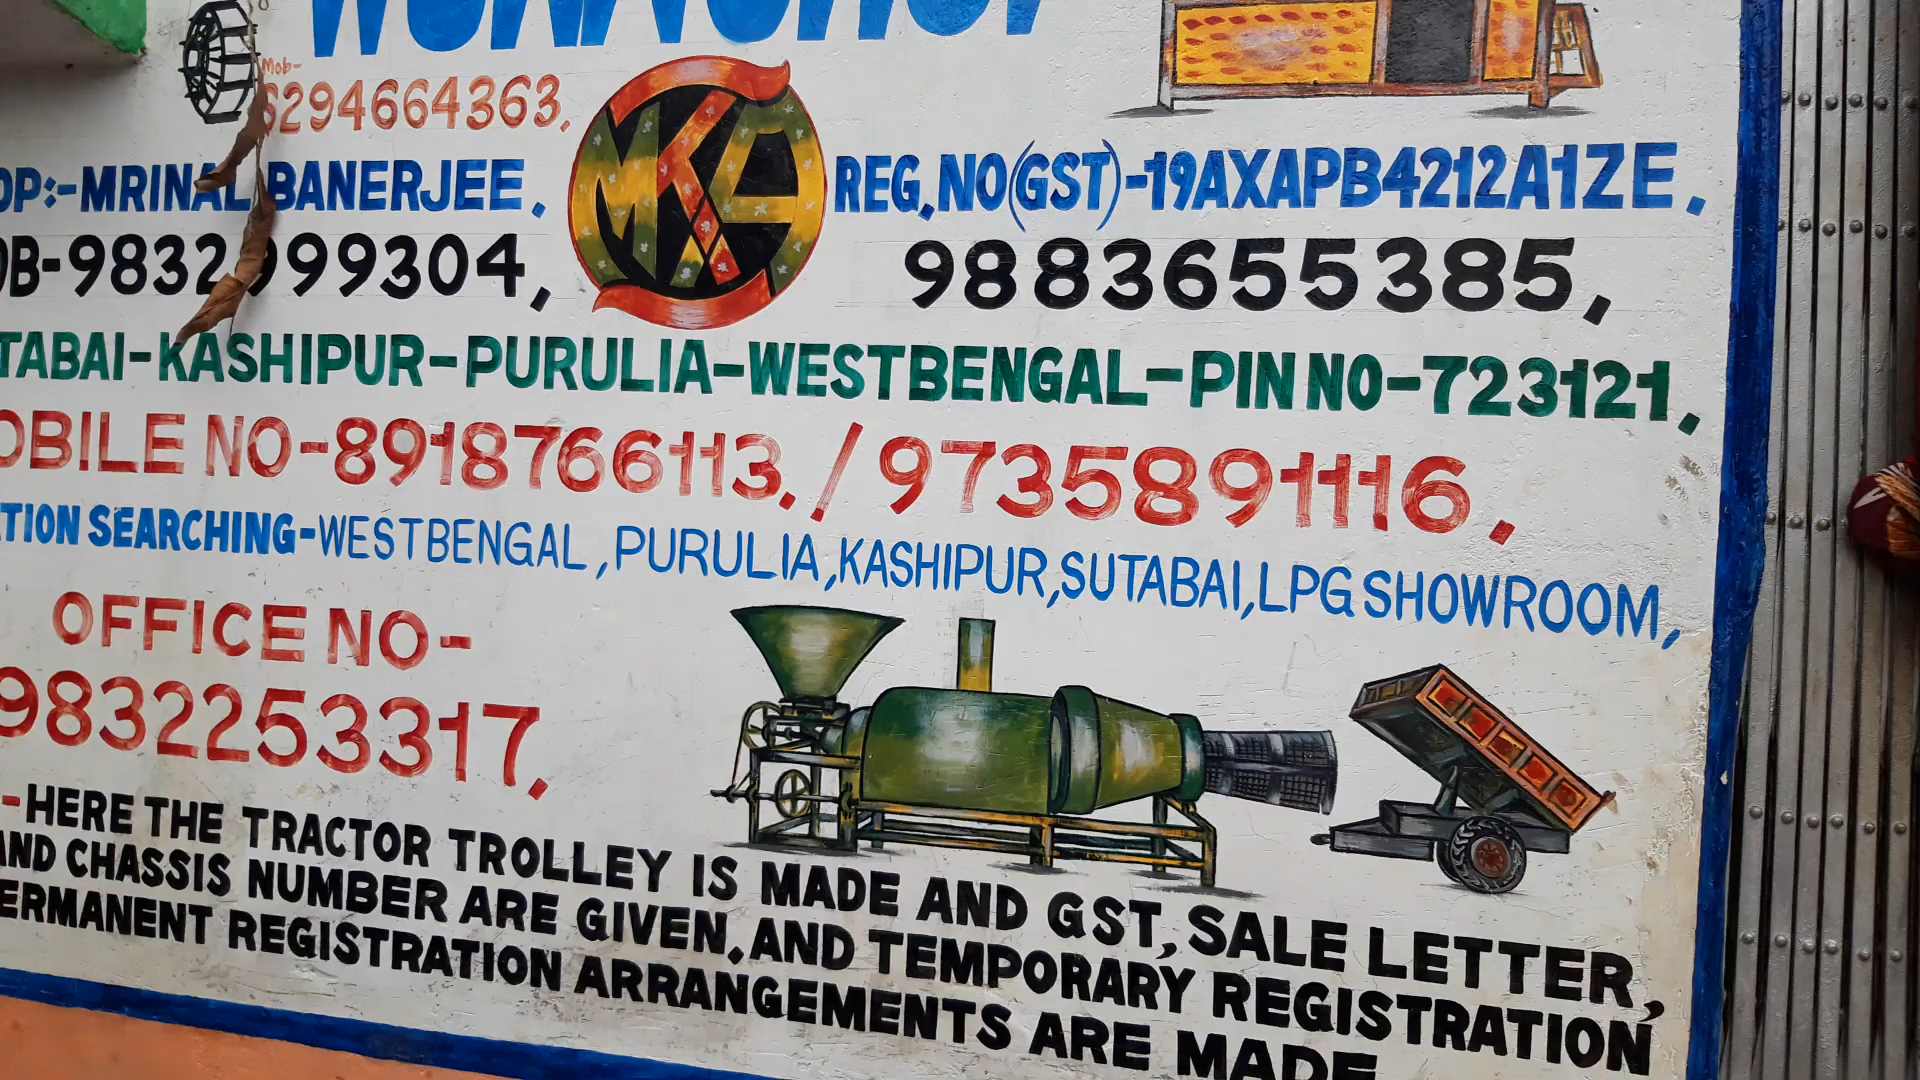 WORKSHOP
Mob-
6294664363.
MKA
OP:-MRINAL BANERJEE, REG.NO(GST)-19AXAPB4212A1ZE.
OB-9832999304, 9883655385,
TABAI-KASHIPUR-PURULIA-WESTBENGAL-PIN NO-723121,
OBILE NO-8918766113./9735891116.
TION SEARCHING-WESTBENGAL,PURULIA,KASHIPUR,SUTABAI,LPG SHOWROOM,
OFFICE NO-
9832253317.
-HERE THE TRACTOR TROLLEY IS MADE AND GST, SALE LETTER,
AND CHASSIS NUMBER ARE GIVEN. AND TEMPORARY REGISTRATION
ERMANENT REGISTRATION ARRANGEMENTS ARE MADE